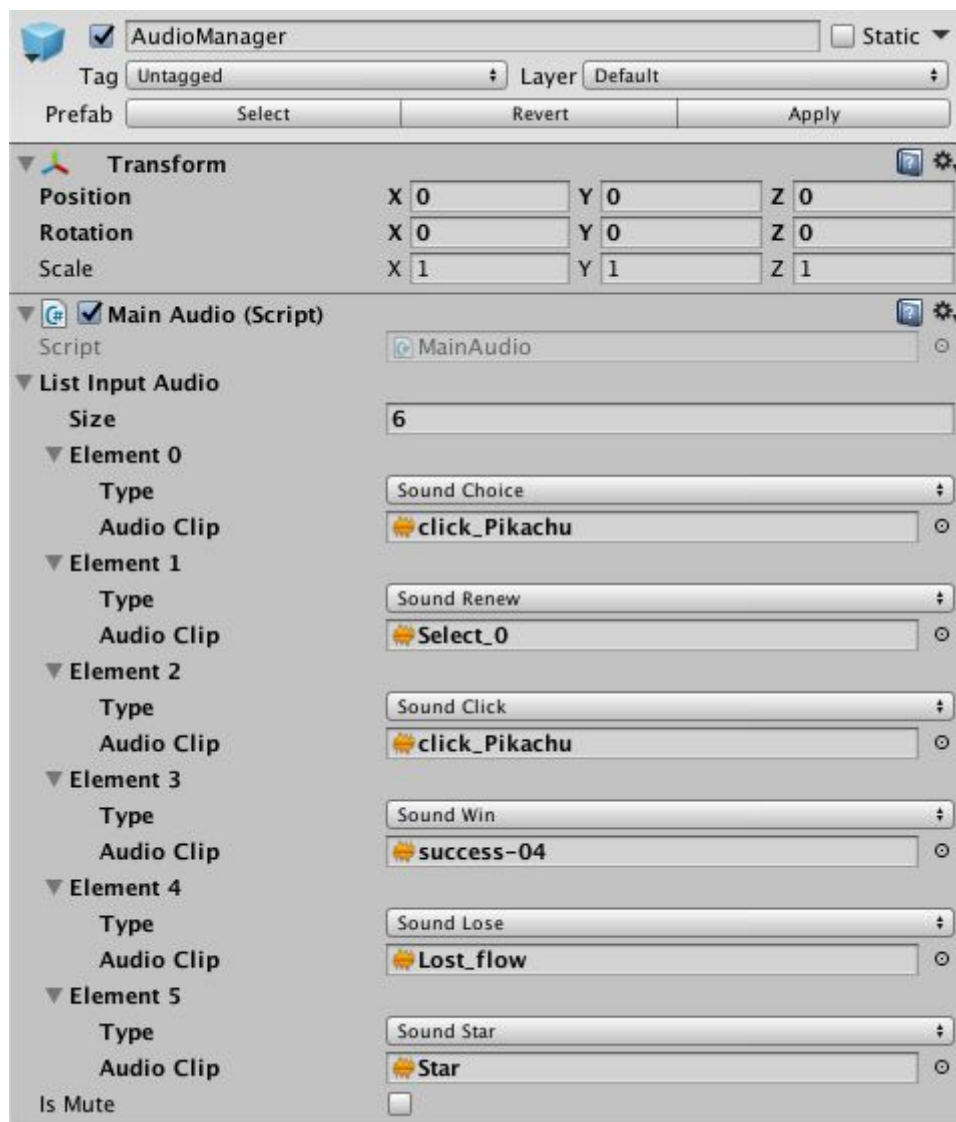 AudioManager Static
Tag Untagged Layer Default
Prefab Select Revert Apply
Transform
Position X 0 Y 0 Z 0
Rotation X 0 Y 0 Z 0
Scale X 1 Y 1 Z 1
C# Main Audio (Script)
Script MainAudio
List Input Audio
Size 6
Element 0
Type Sound Choice
Audio Clip click_Pikachu
Element 1
Type Sound Renew
Audio Clip Select_0
Element 2
Type Sound Click
Audio Clip click_Pikachu
Element 3
Type Sound Win
Audio Clip success-04
Element 4
Type Sound Lose
Audio Clip Lost_flow
Element 5
Type Sound Star
Audio Clip Star
Is Mute